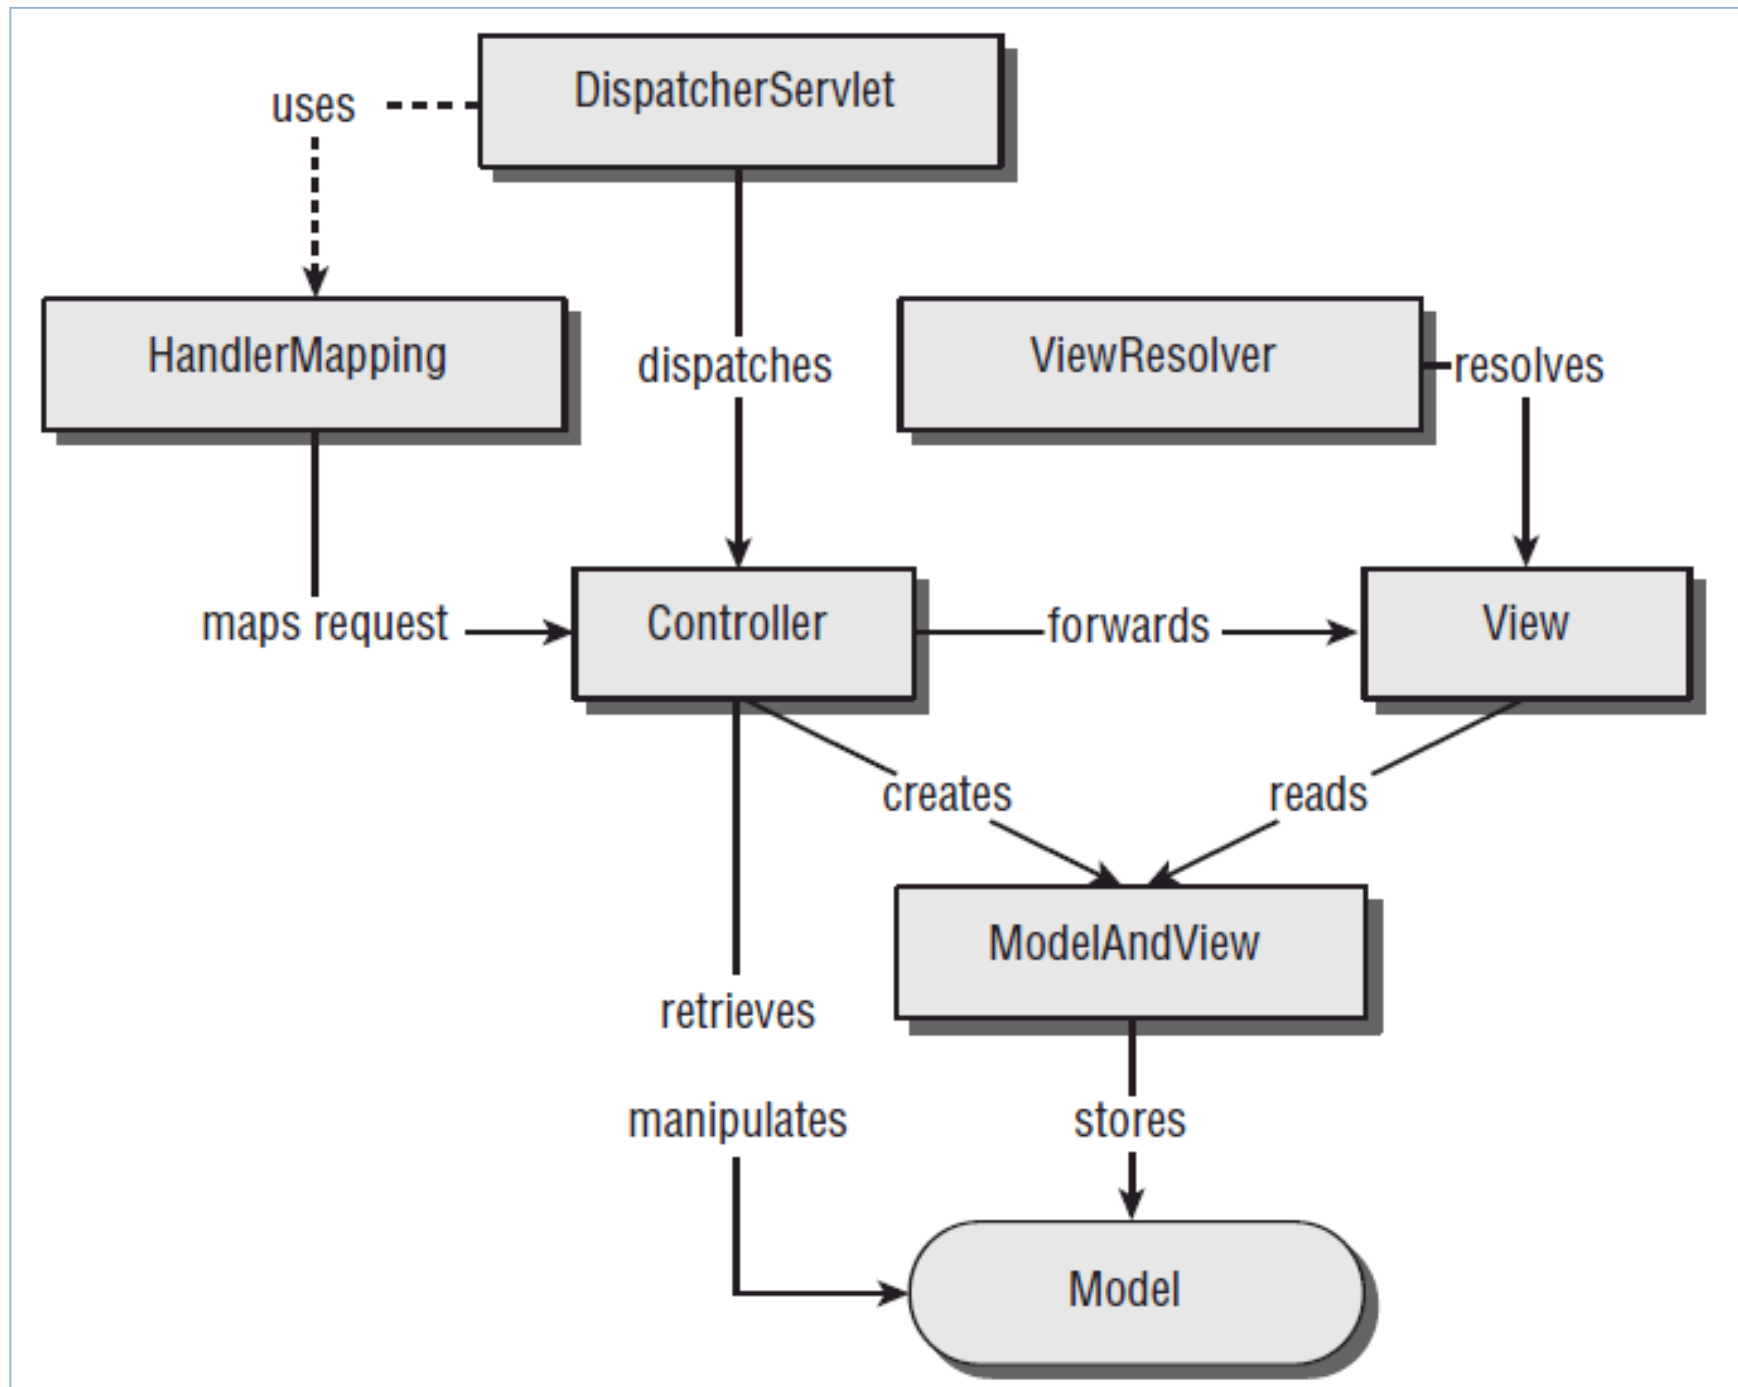 DispatcherServlet
uses
HandlerMapping
dispatches
ViewResolver
resolves
maps request
Controller
forwards
View
creates
reads
ModelAndView
retrieves
manipulates
stores
Model